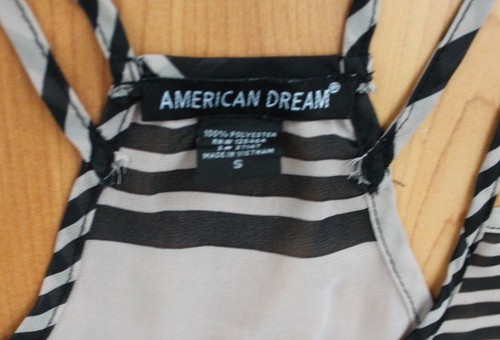 AMERICAN DREAM®
100% POLYESTER
MADE IN VIETNAM
S